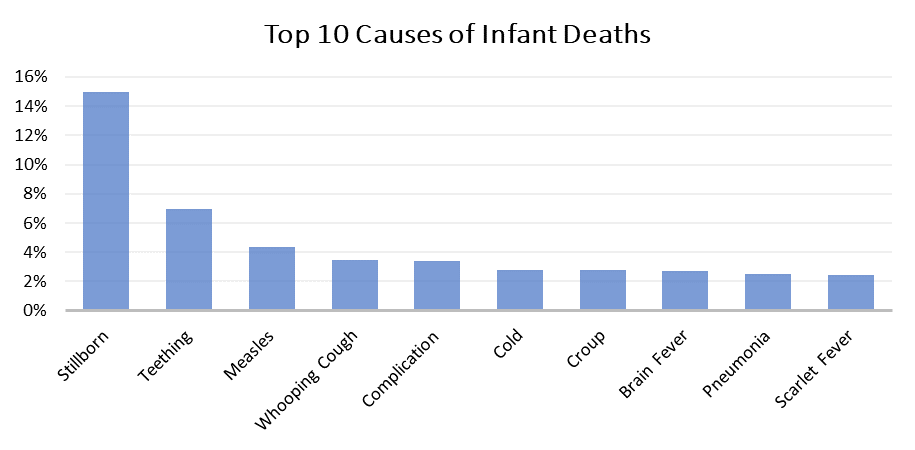 Top 10 Causes of Infant Deaths
16%
14%
12%
10%
8%
6%
4%
2%
0%
Stillborn
Teething
Measles
Whooping Cough
Complication
Cold
Croup
Brain Fever
Pneumonia
Scarlet Fever